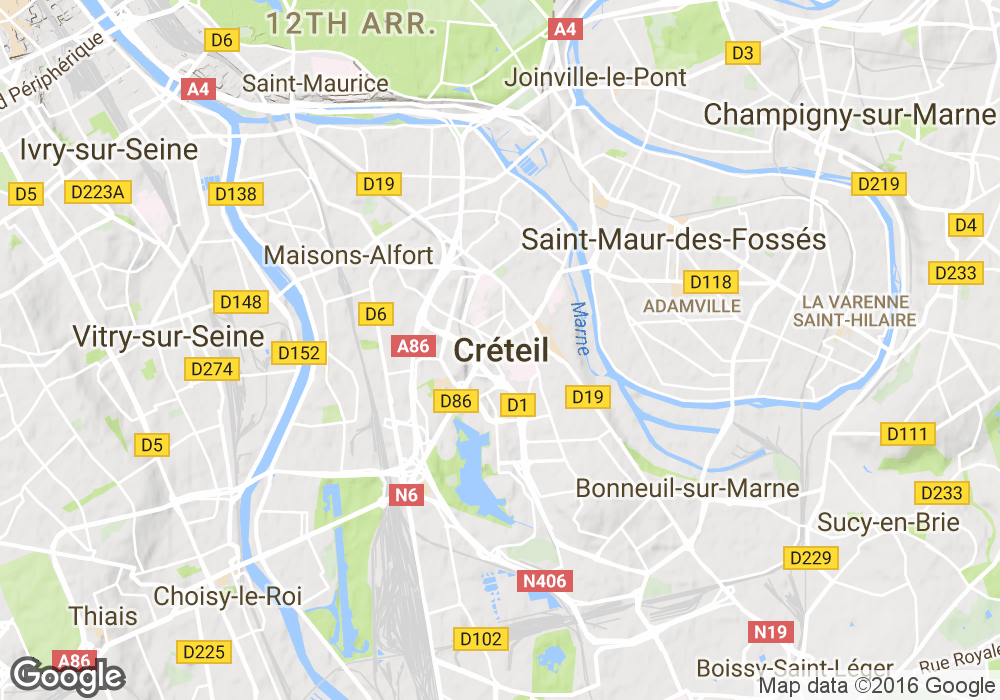 12TH ARR.
A4
D6
D3
d Périphérique
Saint-Maurice
Joinville-le-Pont
A4
Champigny-sur-Marne
Ivry-sur-Seine
D5
D223A
D138
D19
D219
D4
Saint-Maur-des-Fossés
Maisons-Alfort
D233
D118
D148
ADAMVILLE
LA VARENNE
SAINT-HILAIRE
D6
Marne
Vitry-sur-Seine
A86
Créteil
D152
D274
D86
D1
D19
D5
D111
Bonneuil-sur-Marne
N6
D233
Sucy-en-Brie
D229
N406
Choisy-le-Roi
Thiais
N19
D102
D225
A86
Boissy-Saint-Léger
Rue Royale
Google
Map data ©2016 Google